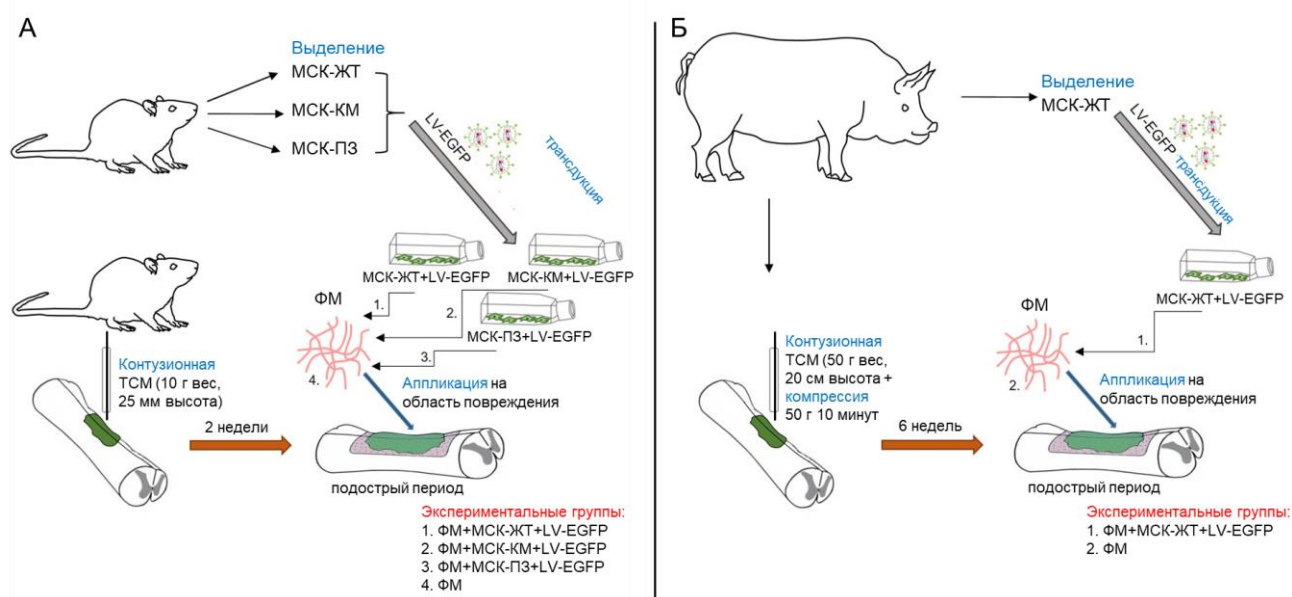 А
Выделение
МСК-ЖТ
МСК-КМ
МСК-ПЗ
LV-EGFP
трансдукция
МСК-ЖТ+LV-EGFP
МСК-КМ+LV-EGFP
МСК-ПЗ+LV-EGFP
ФМ
1.
2.
3.
4.
Контузионная
ТСМ (10 г вес,
25 мм высота)
Аппликация на
область повреждения
2 недели
подострый период
Экспериментальные группы:
1. ФМ+МСК-ЖТ+LV-EGFP
2. ФМ+МСК-КМ+LV-EGFP
3. ФМ+МСК-ПЗ+LV-EGFP
4. ФМ
Б
Выделение
МСК-ЖТ
LV-EGFP
трансдукция
МСК-ЖТ+LV-EGFP
ФМ
1.
2.
Контузионная
ТСМ (50 г вес,
20 см высота +
компрессия
50 г 10 минут
Аппликация на
область повреждения
6 недель
подострый период
Экспериментальные группы:
1. ФМ+МСК-ЖТ+LV-EGFP
2. ФМ